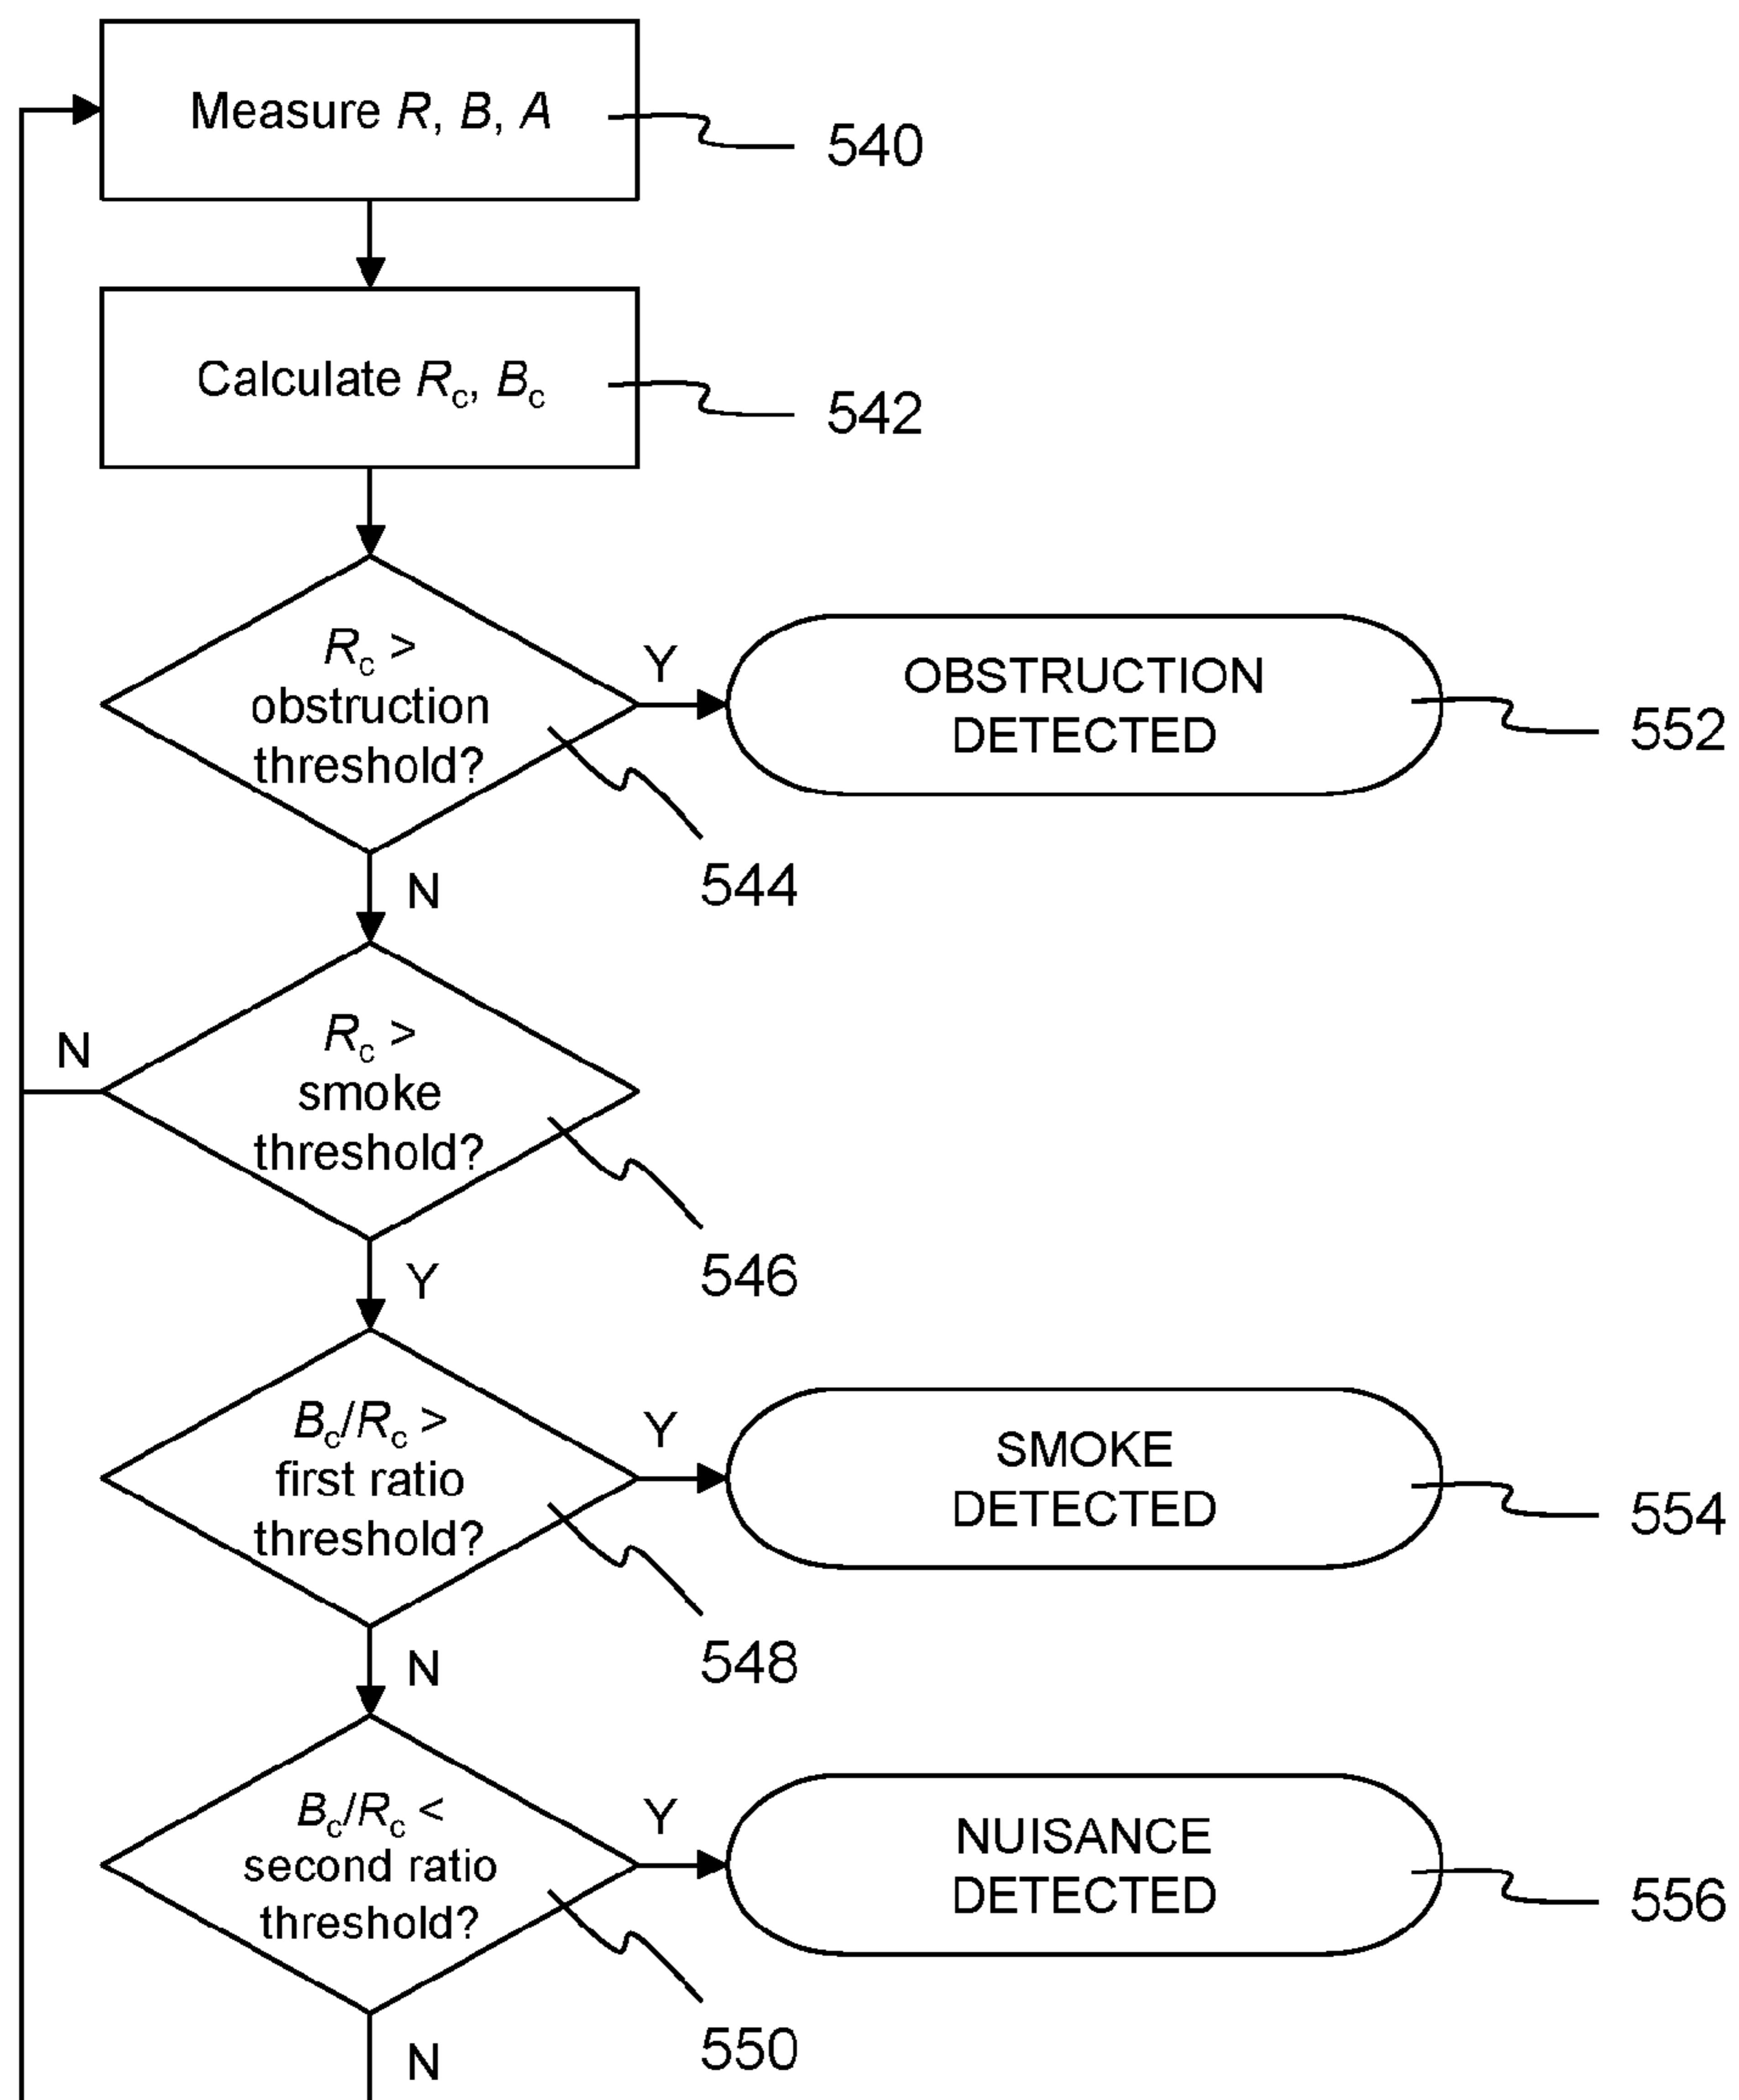 Measure R, B, A
540
Calculate Rc, Bc
542
Rc >
obstruction
threshold?
Y
OBSTRUCTION
DETECTED
552
544
N
Rc >
smoke
threshold?
N
546
Y
Bc/Rc >
first ratio
threshold?
Y
SMOKE
DETECTED
554
548
N
Bc/Rc <
second ratio
threshold?
Y
NUISANCE
DETECTED
556
550
N